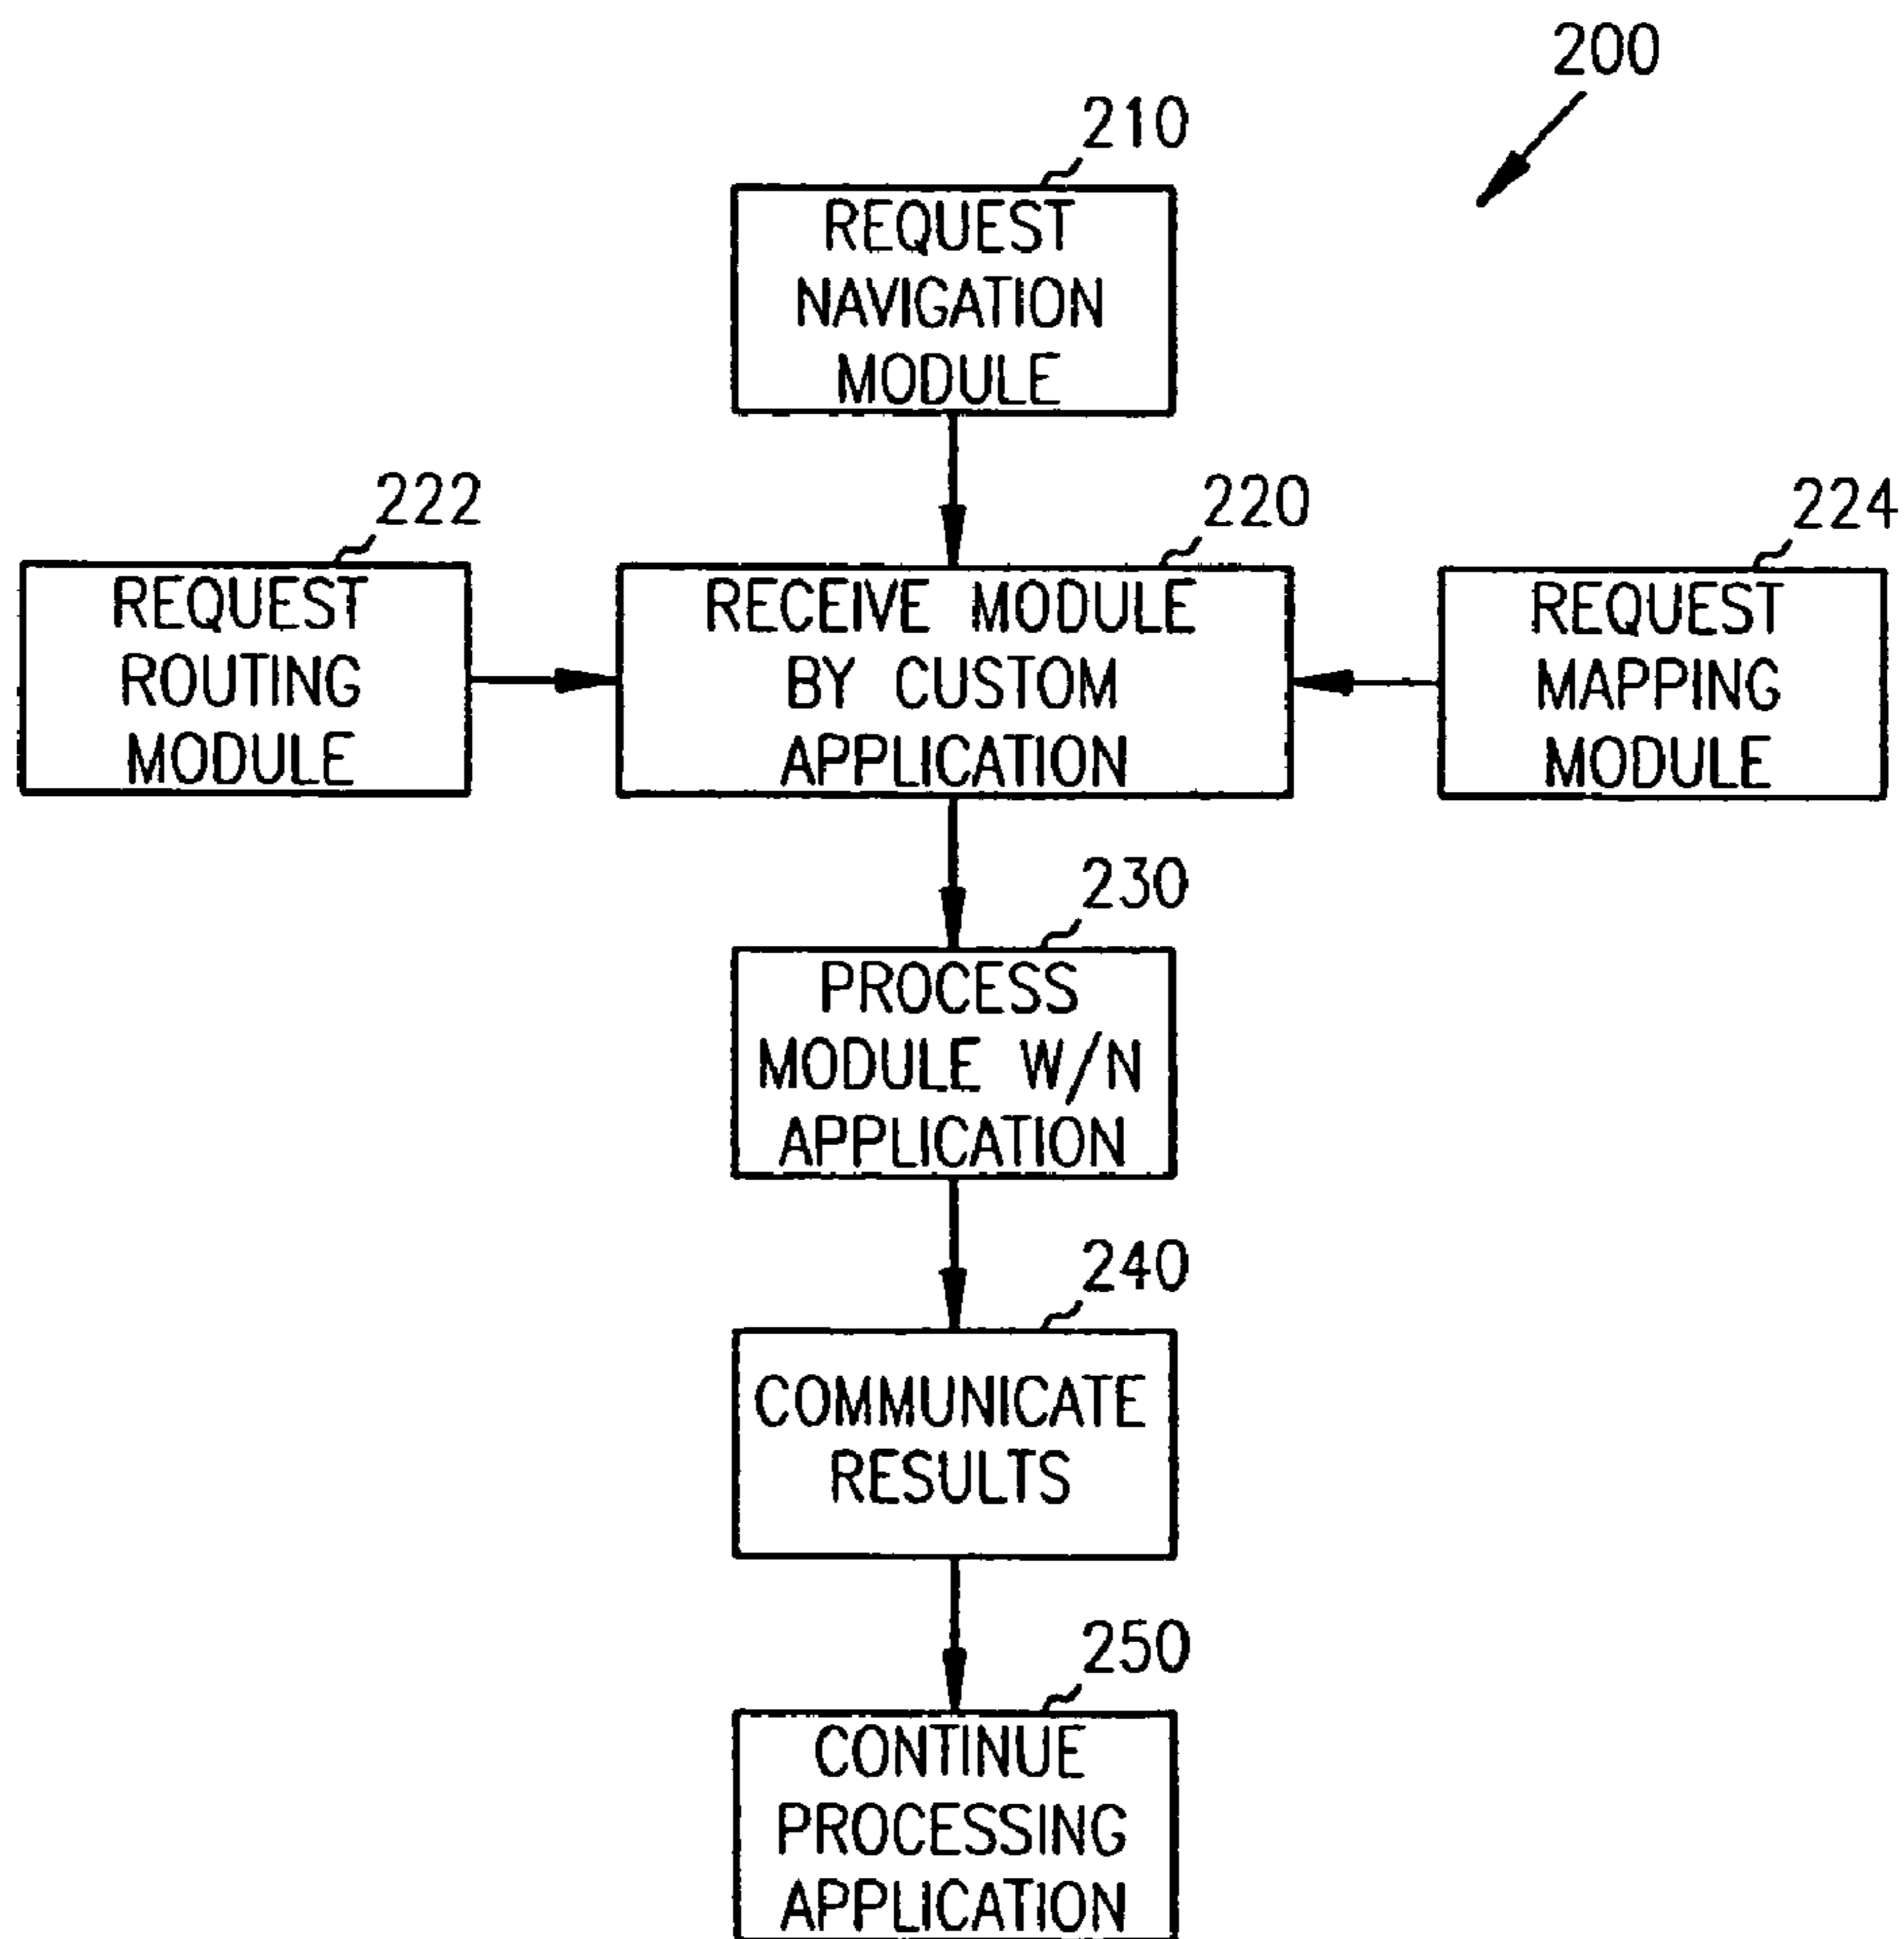 200
210
REQUEST
NAVIGATION
MODULE
222
REQUEST
ROUTING
MODULE
220
RECEIVE MODULE
BY CUSTOM
APPLICATION
224
REQUEST
MAPPING
MODULE
230
PROCESS
MODULE W/N
APPLICATION
240
COMMUNICATE
RESULTS
250
CONTINUE
PROCESSING
APPLICATION